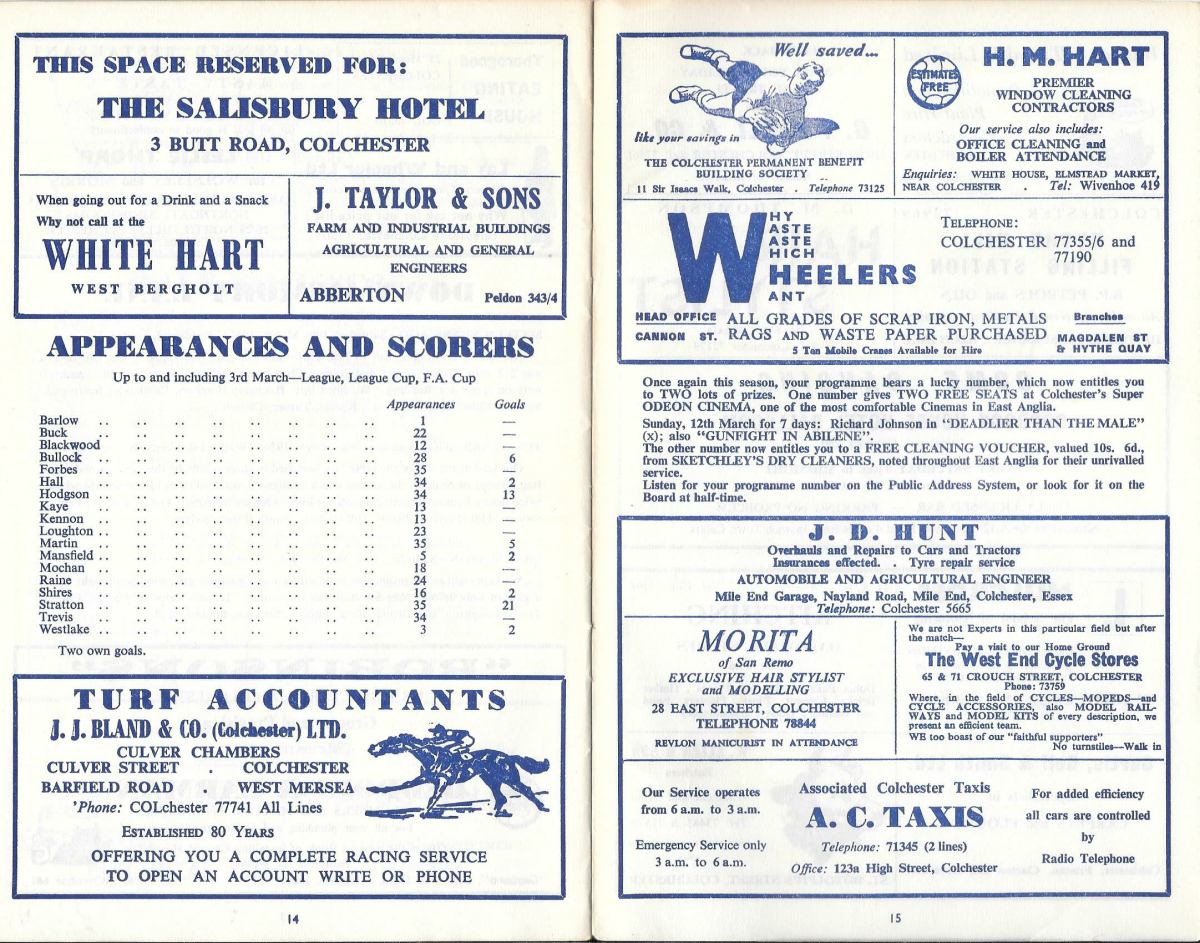 THIS SPACE RESERVED FOR:
THE SALISBURY HOTEL
3 BUTT ROAD, COLCHESTER
When going out for a Drink and a Snack
Why not call at the
WHITE HART
WEST BERGHOLT
J. TAYLOR & SONS
FARM AND INDUSTRIAL BUILDINGS
AGRICULTURAL AND GENERAL
ENGINEERS
ABBERTON Peldon 343/4
APPEARANCES AND SCORERS
Up to and including 3rd March—League, League Cup, F.A. Cup
Appearances Goals
Barlow .. .. .. .. .. .. .. .. 1 —
Buck .. .. .. .. .. .. .. .. 22 —
Blackwood .. .. .. .. .. .. .. 12 —
Bullock .. .. .. .. .. .. .. .. 28 6
Forbes .. .. .. .. .. .. .. .. 35 —
Hall .. .. .. .. .. .. .. .. 34 2
Hodgson .. .. .. .. .. .. .. .. 34 13
Kaye .. .. .. .. .. .. .. .. 13 —
Kennon .. .. .. .. .. .. .. .. 13 —
Loughton .. .. .. .. .. .. .. .. 23 —
Martin .. .. .. .. .. .. .. .. 35 5
Mansfield .. .. .. .. .. .. .. .. 5 2
Mochan .. .. .. .. .. .. .. .. 18 —
Raine .. .. .. .. .. .. .. .. 24 —
Shires .. .. .. .. .. .. .. .. 16 2
Stratton .. .. .. .. .. .. .. .. 35 21
Trevis .. .. .. .. .. .. .. .. 34 —
Westlake .. .. .. .. .. .. .. .. 3 2
Two own goals.
TURF ACCOUNTANTS
J. J. BLAND & CO. (Colchester) LTD.
CULVER CHAMBERS
CULVER STREET . COLCHESTER
BARFIELD ROAD . WEST MERSEA
'Phone: COLchester 77741 All Lines
ESTABLISHED 80 YEARS
OFFERING YOU A COMPLETE RACING SERVICE
TO OPEN AN ACCOUNT WRITE OR PHONE
14
Well saved...
like your savings in
THE COLCHESTER PERMANENT BENEFIT
BUILDING SOCIETY
11 Sir Isaacs Walk, Colchester . Telephone 73125
ESTIMATES
FREE
H. M. HART
PREMIER
WINDOW CLEANING
CONTRACTORS
Our service also includes:
OFFICE CLEANING and
BOILER ATTENDANCE
Enquiries: WHITE HOUSE, ELMSTEAD MARKET,
NEAR COLCHESTER . Tel: Wivenhoe 419
WHY
ASTE
ASTE
HICH
HEELERS
ANT
TELEPHONE:
COLCHESTER 77355/6 and
77190
HEAD OFFICE
CANNON ST.
ALL GRADES OF SCRAP IRON, METALS
RAGS AND WASTE PAPER PURCHASED
5 Ton Mobile Cranes Available for Hire
Branches
MAGDALEN ST
& HYTHE QUAY
Once again this season, your programme bears a lucky number, which now entitles you
to TWO lots of prizes. One number gives TWO FREE SEATS at Colchester's Super
ODEON CINEMA, one of the most comfortable Cinemas in East Anglia.
Sunday, 12th March for 7 days: Richard Johnson in "DEADLIER THAN THE MALE"
(x); also "GUNFIGHT IN ABILENE".
The other number now entitles you to a FREE CLEANING VOUCHER, valued 10s. 6d.,
from SKETCHLEY'S DRY CLEANERS, noted throughout East Anglia for their unrivalled
service.
Listen for your programme number on the Public Address System, or look for it on the
Board at half-time.
J. D. HUNT
Overhauls and Repairs to Cars and Tractors
Insurances effected. . Tyre repair service
AUTOMOBILE AND AGRICULTURAL ENGINEER
Mile End Garage, Nayland Road, Mile End, Colchester, Essex
Telephone: Colchester 5665
MORITA
of San Remo
EXCLUSIVE HAIR STYLIST
and MODELLING
28 EAST STREET, COLCHESTER
TELEPHONE 78844
REVLON MANICURIST IN ATTENDANCE
We are not Experts in this particular field but after
the match—
Pay a visit to our Home Ground
The West End Cycle Stores
65 & 71 CROUCH STREET, COLCHESTER
Phone: 73759
Where, in the field of CYCLES—MOPEDS—and
CYCLE ACCESSORIES, also MODEL RAIL-
WAYS and MODEL KITS of every description, we
present an efficient team.
WE too boast of our "faithful supporters"
No turnstiles—Walk in
Our Service operates
from 6 a.m. to 3 a.m.
Emergency Service only
3 a.m. to 6 a.m.
Associated Colchester Taxis
A. C. TAXIS
Telephone: 71345 (2 lines)
Office: 123a High Street, Colchester
For added efficiency
all cars are controlled
by
Radio Telephone
15